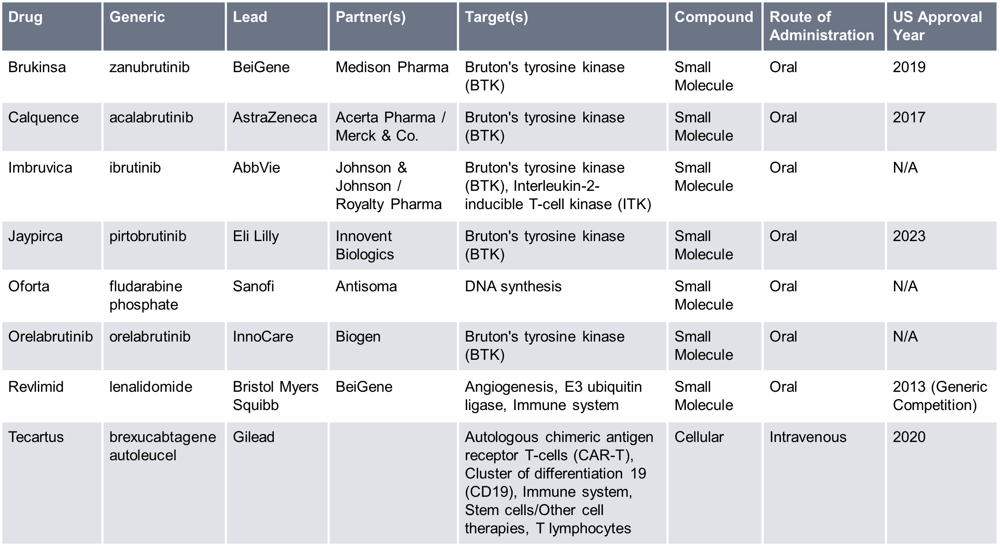 Drug Generic Lead Partner(s) Target(s) Compound Route of Administration US Approval Year
Brukinsa zanubrutinib BeiGene Medison Pharma Bruton's tyrosine kinase (BTK) Small Molecule Oral 2019
Calquence acalabrutinib AstraZeneca Acerta Pharma / Merck & Co. Bruton's tyrosine kinase (BTK) Small Molecule Oral 2017
Imbruvica ibrutinib AbbVie Johnson & Johnson / Royalty Pharma Bruton's tyrosine kinase (BTK), Interleukin-2-inducible T-cell kinase (ITK) Small Molecule Oral N/A
Jaypirca pirtobrutinib Eli Lilly Innovent Biologics Bruton's tyrosine kinase (BTK) Small Molecule Oral 2023
Oforta fludarabine phosphate Sanofi Antisoma DNA synthesis Small Molecule Oral N/A
Orelabrutinib orelabrutinib InnoCare Biogen Bruton's tyrosine kinase (BTK) Small Molecule Oral N/A
Revlimid lenalidomide Bristol Myers Squibb BeiGene Angiogenesis, E3 ubiquitin ligase, Immune system Small Molecule Oral 2013 (Generic Competition)
Tecartus brexucabtagene autoleucel Gilead Autologous chimeric antigen receptor T-cells (CAR-T), Cluster of differentiation 19 (CD19), Immune system, Stem cells/Other cell therapies, T lymphocytes Cellular Intravenous 2020